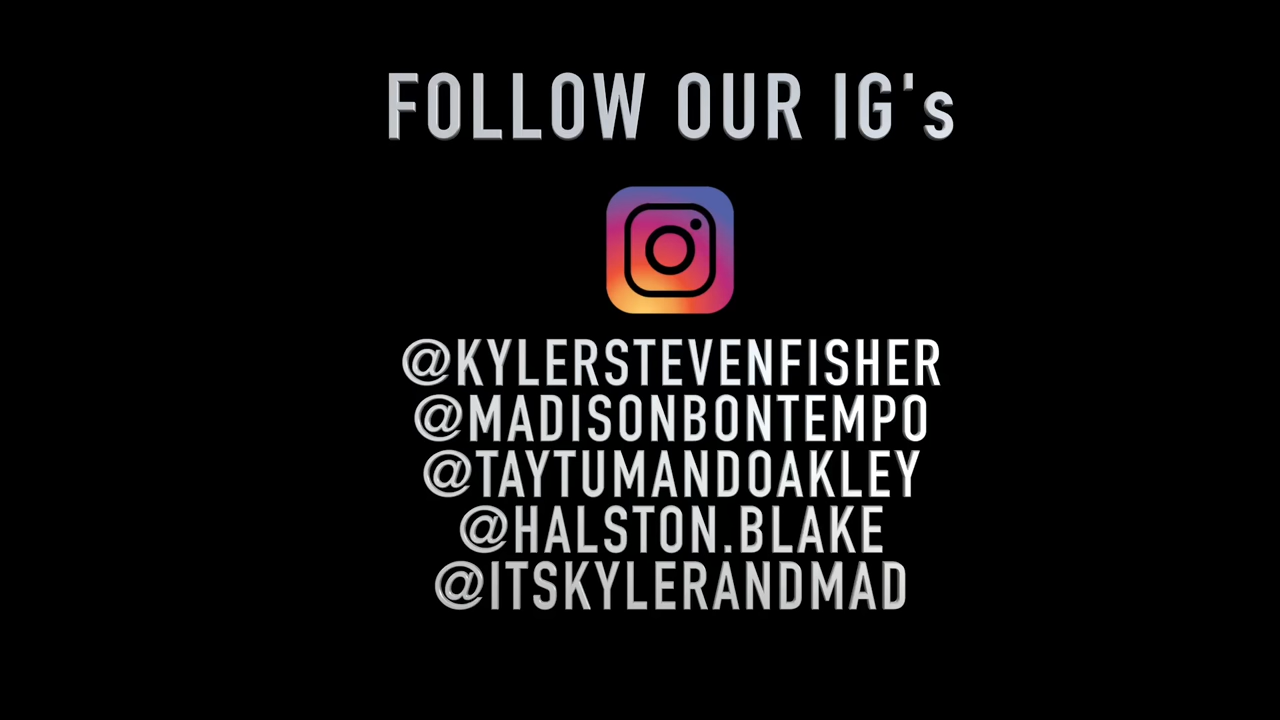 FOLLOW OUR IG's
@KYLERSTEVENFISHER
@MADISONBONTEMPO
@TAYTUMANDOAKLEY
@HALSTON.BLAKE
@ITSKYLERANDMAD